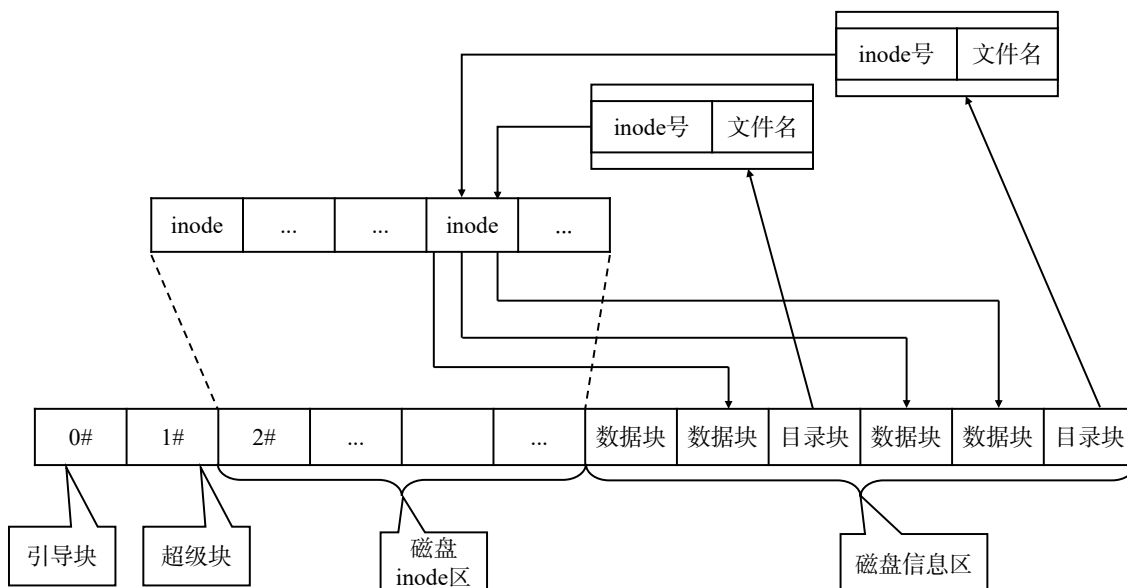 inode号 文件名
inode号 文件名
inode ... ... inode ...
0# 1# 2# ... ... 数据块 数据块 目录块 数据块 数据块 目录块
引导块 超级块 磁盘 磁盘信息区
inode区